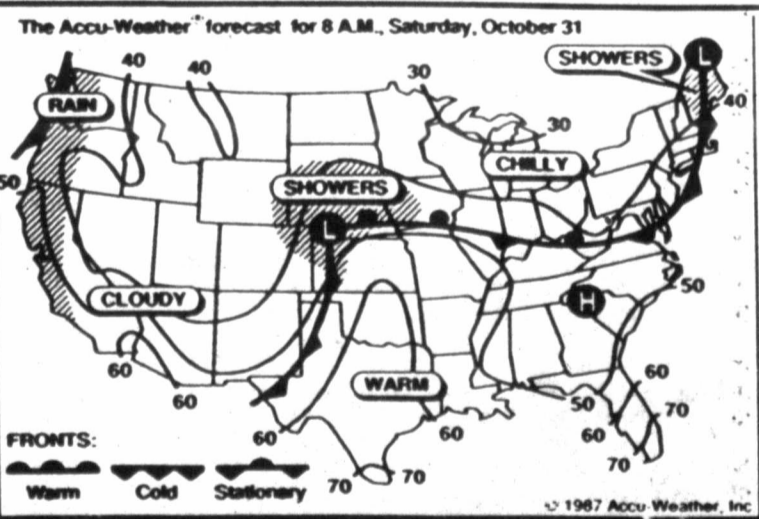 The Accu-Weather® forecast for 8 A.M., Saturday, October 31
SHOWERS
L
40
40
30
RAIN
40
30
CHILLY
50
SHOWERS
L
50
CLOUDY
H
60
WARM
60
60
50
70
FRONTS:
60
60
60
70
Warm
Cold
Stationary
70
70
© 1987 Accu-Weather, Inc